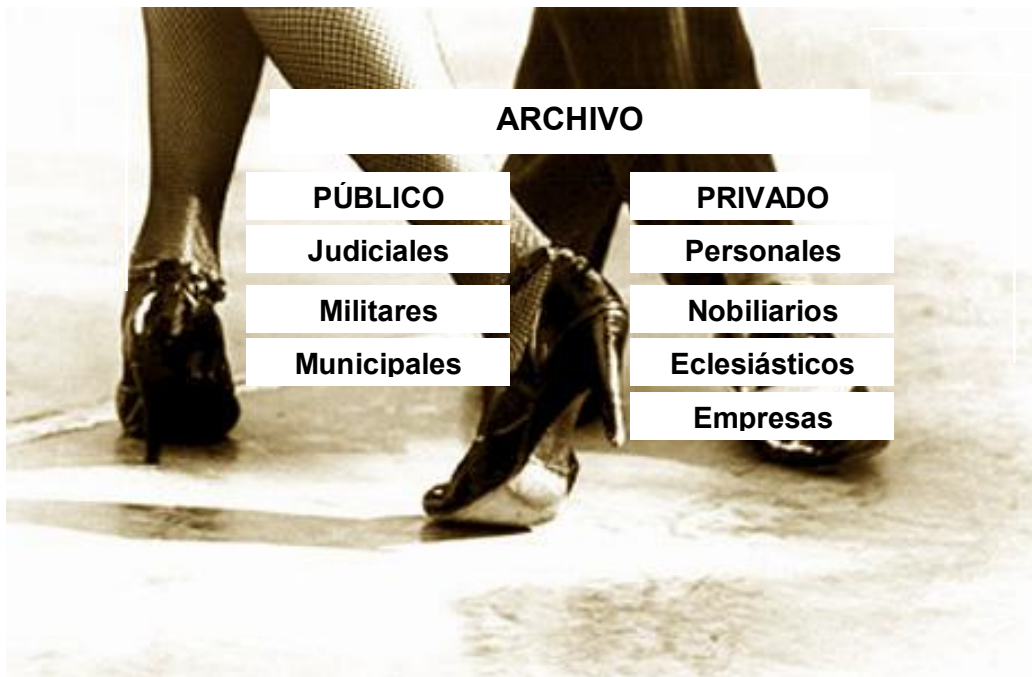 ARCHIVO
PÚBLICO
Judiciales
Militares
Municipales
PRIVADO
Personales
Nobiliarios
Eclesiásticos
Empresas